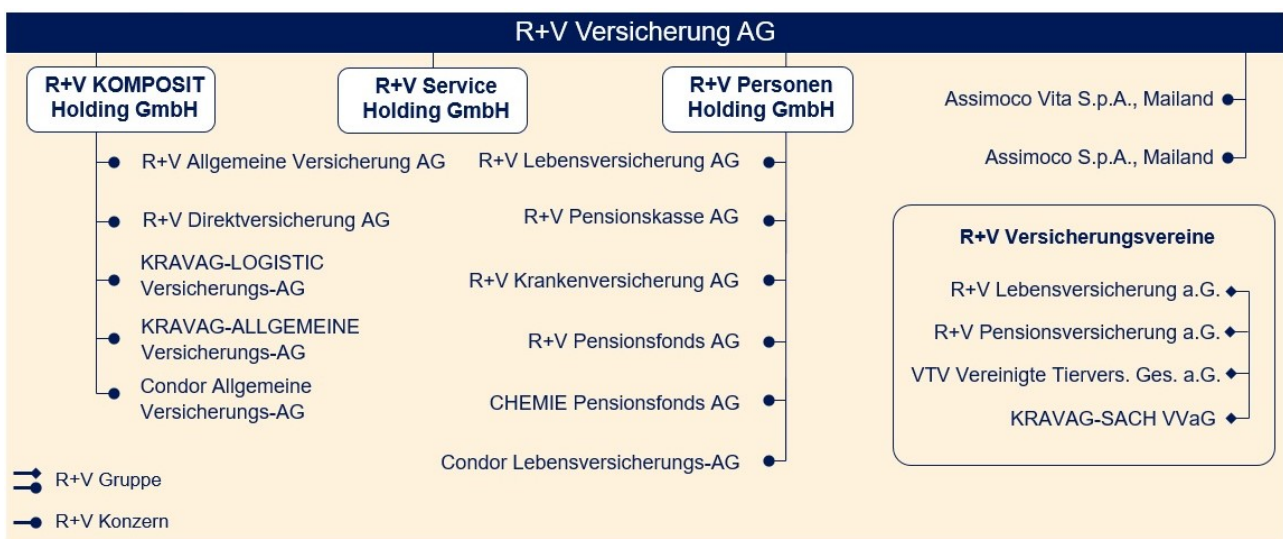 R+V Versicherung AG
R+V KOMPOSIT
Holding GmbH
R+V Allgemeine Versicherung AG
R+V Direktversicherung AG
KRAVAG-LOGISTIC
Versicherungs-AG
KRAVAG-ALLGEMEINE
Versicherungs-AG
Condor Allgemeine
Versicherungs-AG
R+V Service
Holding GmbH
R+V Personen
Holding GmbH
R+V Lebensversicherung AG
R+V Pensionskasse AG
R+V Krankenversicherung AG
R+V Pensionsfonds AG
CHEMIE Pensionsfonds AG
Condor Lebensversicherungs-AG
Assimoco Vita S.p.A., Mailand
Assimoco S.p.A., Mailand
R+V Versicherungsvereine
R+V Lebensversicherung a.G.
R+V Pensionsversicherung a.G.
VTV Vereinigte Tiervers. Ges. a.G.
KRAVAG-SACH VVaG
R+V Gruppe
R+V Konzern